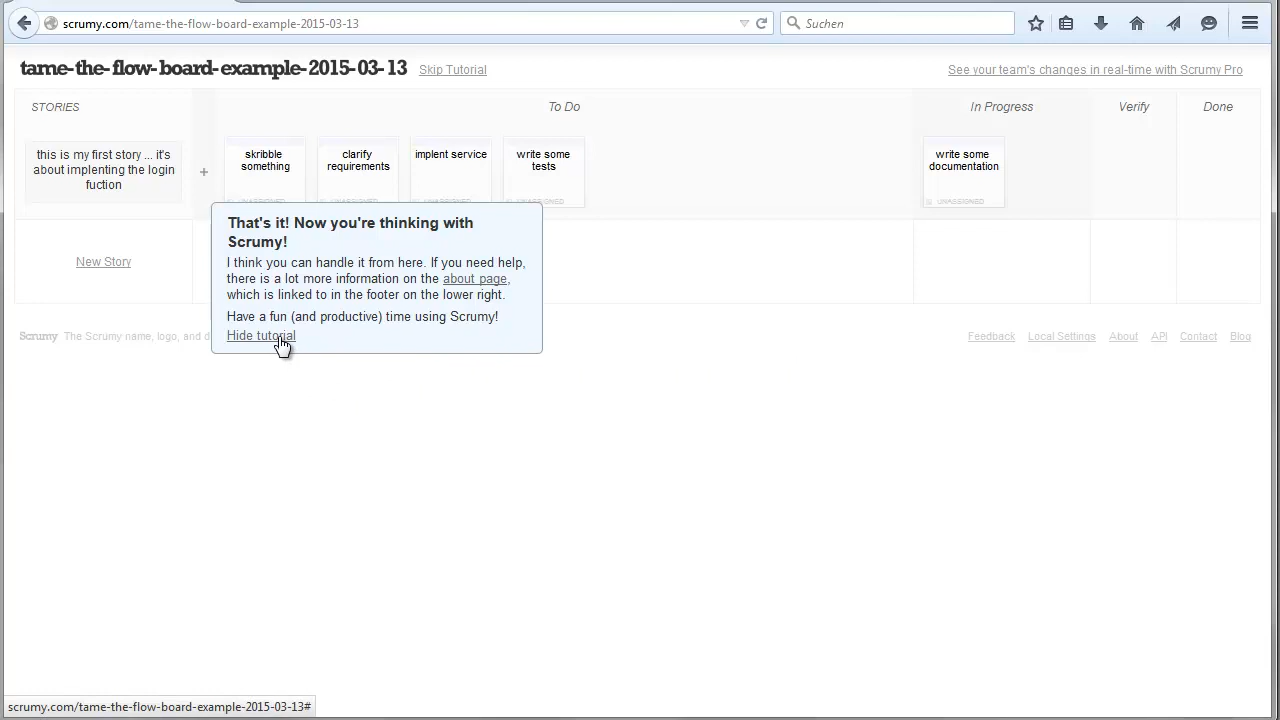 scrumy.com/tame-the-flow-board-example-2015-03-13
Suchen
tame-the-flow-board-example-2015-03-13
Skip Tutorial
See your team's changes in real-time with Scrumy Pro
STORIES
To Do
In Progress
Verify
Done
this is my first story ... it's
about implenting the login
fuction
+
skribble
something
clarify
requirements
implent service
write some
tests
write some
documentation
UNASSIGNED
UNASSIGNED
UNASSIGNED
UNASSIGNED
UNASSIGNED
That's it! Now you're thinking with
Scrumy!
I think you can handle it from here. If you need help,
there is a lot more information on the about page,
which is linked to in the footer on the lower right.
Have a fun (and productive) time using Scrumy!
Hide tutorial
New Story
Scrumy The Scrumy name, logo, and
Feedback
Local Settings
About
API
Contact
Blog
scrumy.com/tame-the-flow-board-example-2015-03-13#